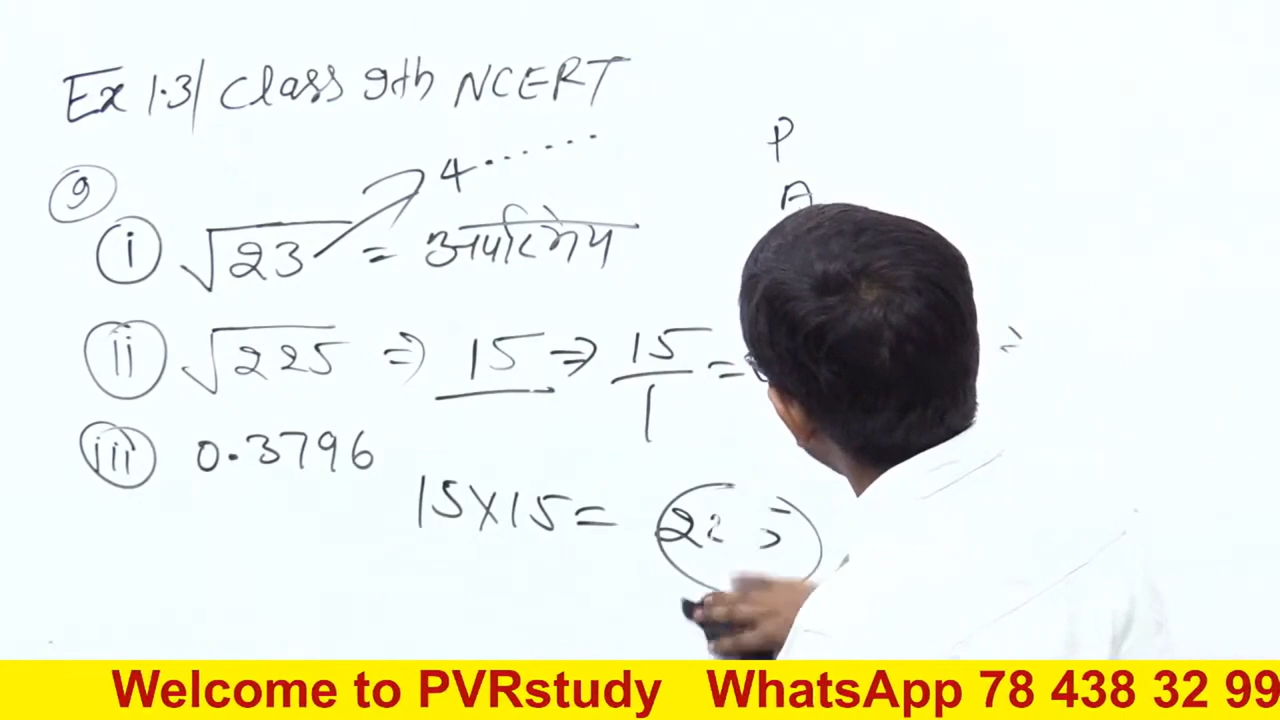 Ex 1.3/ Class 9th NCERT
9
i √23 = अपरिमेय
4.......
P
A
ii √225 ⇒ 15 ⇒ 15/1 =
iii 0.3796
15×15=
Welcome to PVRstudy WhatsApp 78 438 32 99